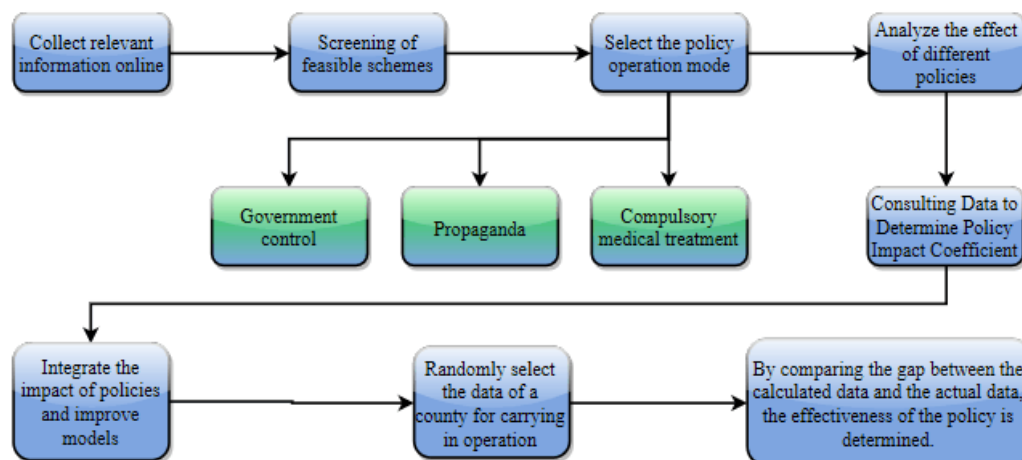 Collect relevant
information online
Screening of
feasible schemes
Select the policy
operation mode
Analyze the effect
of different
policies
Government
control
Propaganda
Compulsory
medical treatment
Consulting Data to
Determine Policy
Impact Coefficient
Integrate the
impact of policies
and improve
models
Randomly select
the data of a
county for carrying
in operation
By comparing the gap between the
calculated data and the actual data,
the effectiveness of the policy is
determined.